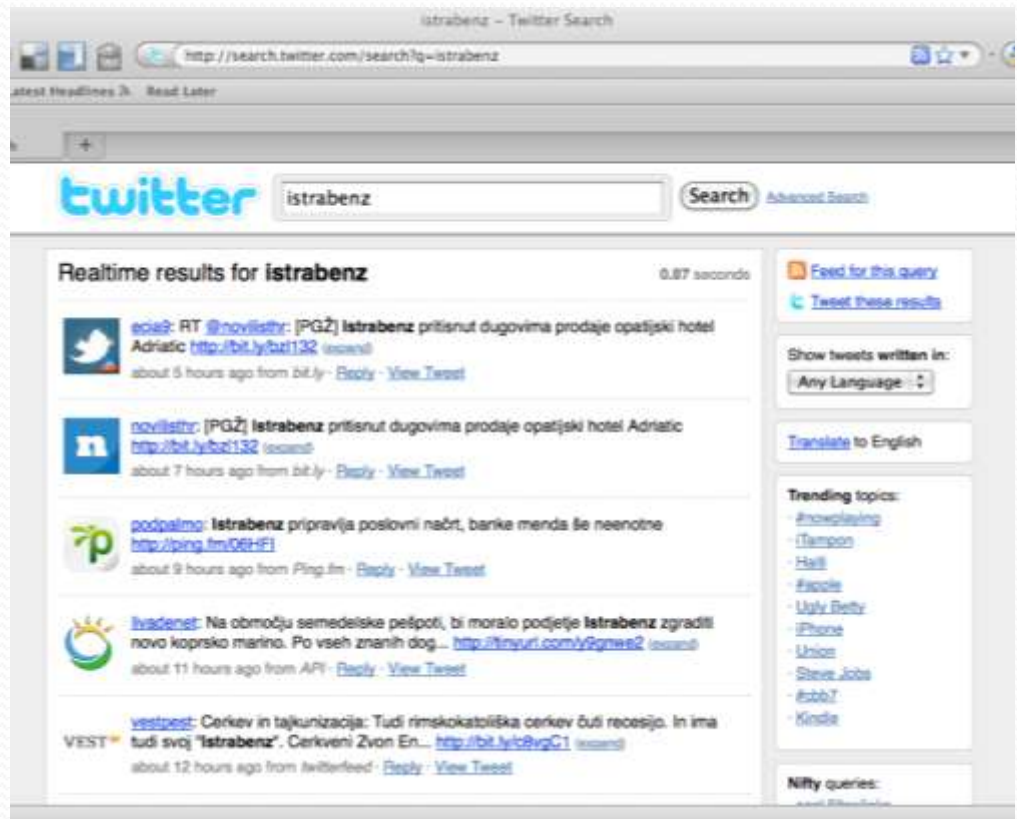 istrabenz – Twitter Search
http://search.twitter.com/search?q=istrabenz
atest Headlines Read Later
+
twitter
istrabenz
Search
Advanced Search
Realtime results for istrabenz
0.87 seconds
ecia9: RT @novilisthr: [PGŽ] Istrabenz pritisnut dugovima prodaje opatijski hotel
Adriatic http://bit.ly/bzl132 (expand)
about 5 hours ago from bit.ly · Reply · View Tweet
n
novilisthr: [PGŽ] Istrabenz pritisnut dugovima prodaje opatijski hotel Adriatic
http://bit.ly/bzl132 (expand)
about 7 hours ago from bit.ly · Reply · View Tweet
p
podpalmo: Istrabenz pripravlja poslovni načrt, banke menda še neenotne
http://ping.fm/06HFI
about 9 hours ago from Ping.fm · Reply · View Tweet
livadenet: Na območju semedelske pešpoti, bi moralo podjetje Istrabenz zgraditi
novo koprsko marino. Po vseh znanih dog... http://tinyurl.com/y9gnwe2 (expand)
about 11 hours ago from API · Reply · View Tweet
VEST
vestpest: Cerkev in tajkunizacija: Tudi rimskokatoliška cerkev čuti recesijo. In ima
tudi svoj "Istrabenz". Cerkveni Zvon En... http://bit.ly/c8vgC1 (expand)
about 12 hours ago from twitterfeed · Reply · View Tweet
Feed for this query
Tweet these results
Show tweets written in:
Any Language
Translate to English
Trending topics:
· #nowplaying
· iTampon
· Haiti
· #apple
· Ugly Betty
· iPhone
· Union
· Steve Jobs
· #cbb7
· Kindle
Nifty queries: